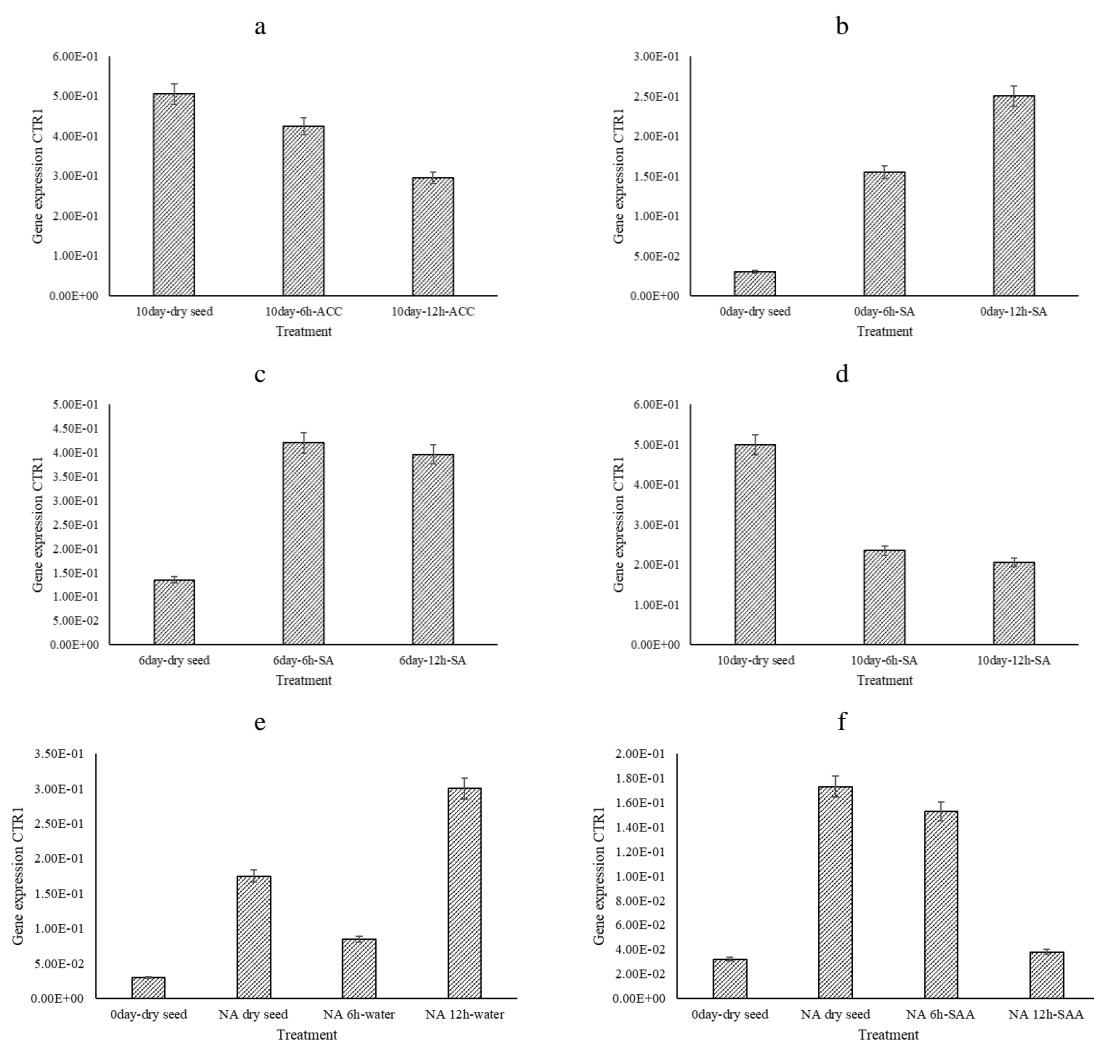 a
6.00E-01
5.00E-01
4.00E-01
3.00E-01
2.00E-01
1.00E-01
0.00E+00
Gene expression CTR1
10day-dry seed 10day-6h-ACC 10day-12h-ACC
Treatment
b
3.00E-01
2.50E-01
2.00E-01
1.50E-01
1.00E-01
5.00E-02
0.00E+00
Gene expression CTR1
0day-dry seed 0day-6h-SA 0day-12h-SA
Treatment
c
5.00E-01
4.50E-01
4.00E-01
3.50E-01
3.00E-01
2.50E-01
2.00E-01
1.50E-01
1.00E-01
5.00E-02
0.00E+00
Gene expression CTR1
6day-dry seed 6day-6h-SA 6day-12h-SA
Treatment
d
6.00E-01
5.00E-01
4.00E-01
3.00E-01
2.00E-01
1.00E-01
0.00E+00
Gene expression CTR1
10day-dry seed 10day-6h-SA 10day-12h-SA
Treatment
e
3.50E-01
3.00E-01
2.50E-01
2.00E-01
1.50E-01
1.00E-01
5.00E-02
0.00E+00
Gene expression CTR1
0day-dry seed NA dry seed NA 6h-water NA 12h-water
Treatment
f
2.00E-01
1.80E-01
1.60E-01
1.40E-01
1.20E-01
1.00E-01
8.00E-02
6.00E-02
4.00E-02
2.00E-02
0.00E+00
Gene expression CTR1
0day-dry seed NA dry seed NA 6h-SAA NA 12h-SAA
Treatment